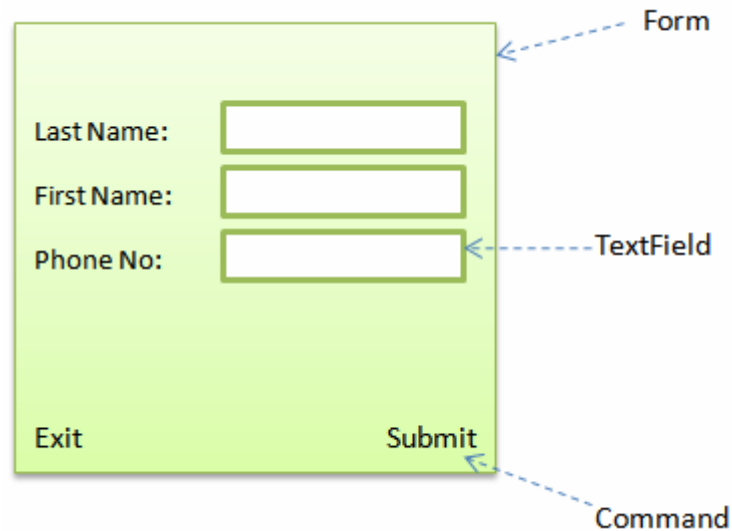 Form
Last Name:
First Name:
Phone No:
TextField
Exit
Submit
Command